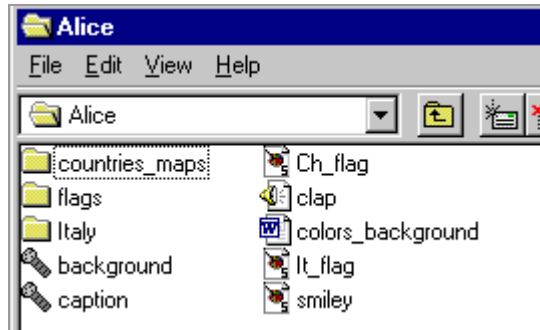 Alice
File Edit View Help
Alice
countries_maps Ch_flag
flags clap
Italy colors_background
background It_flag
caption smiley